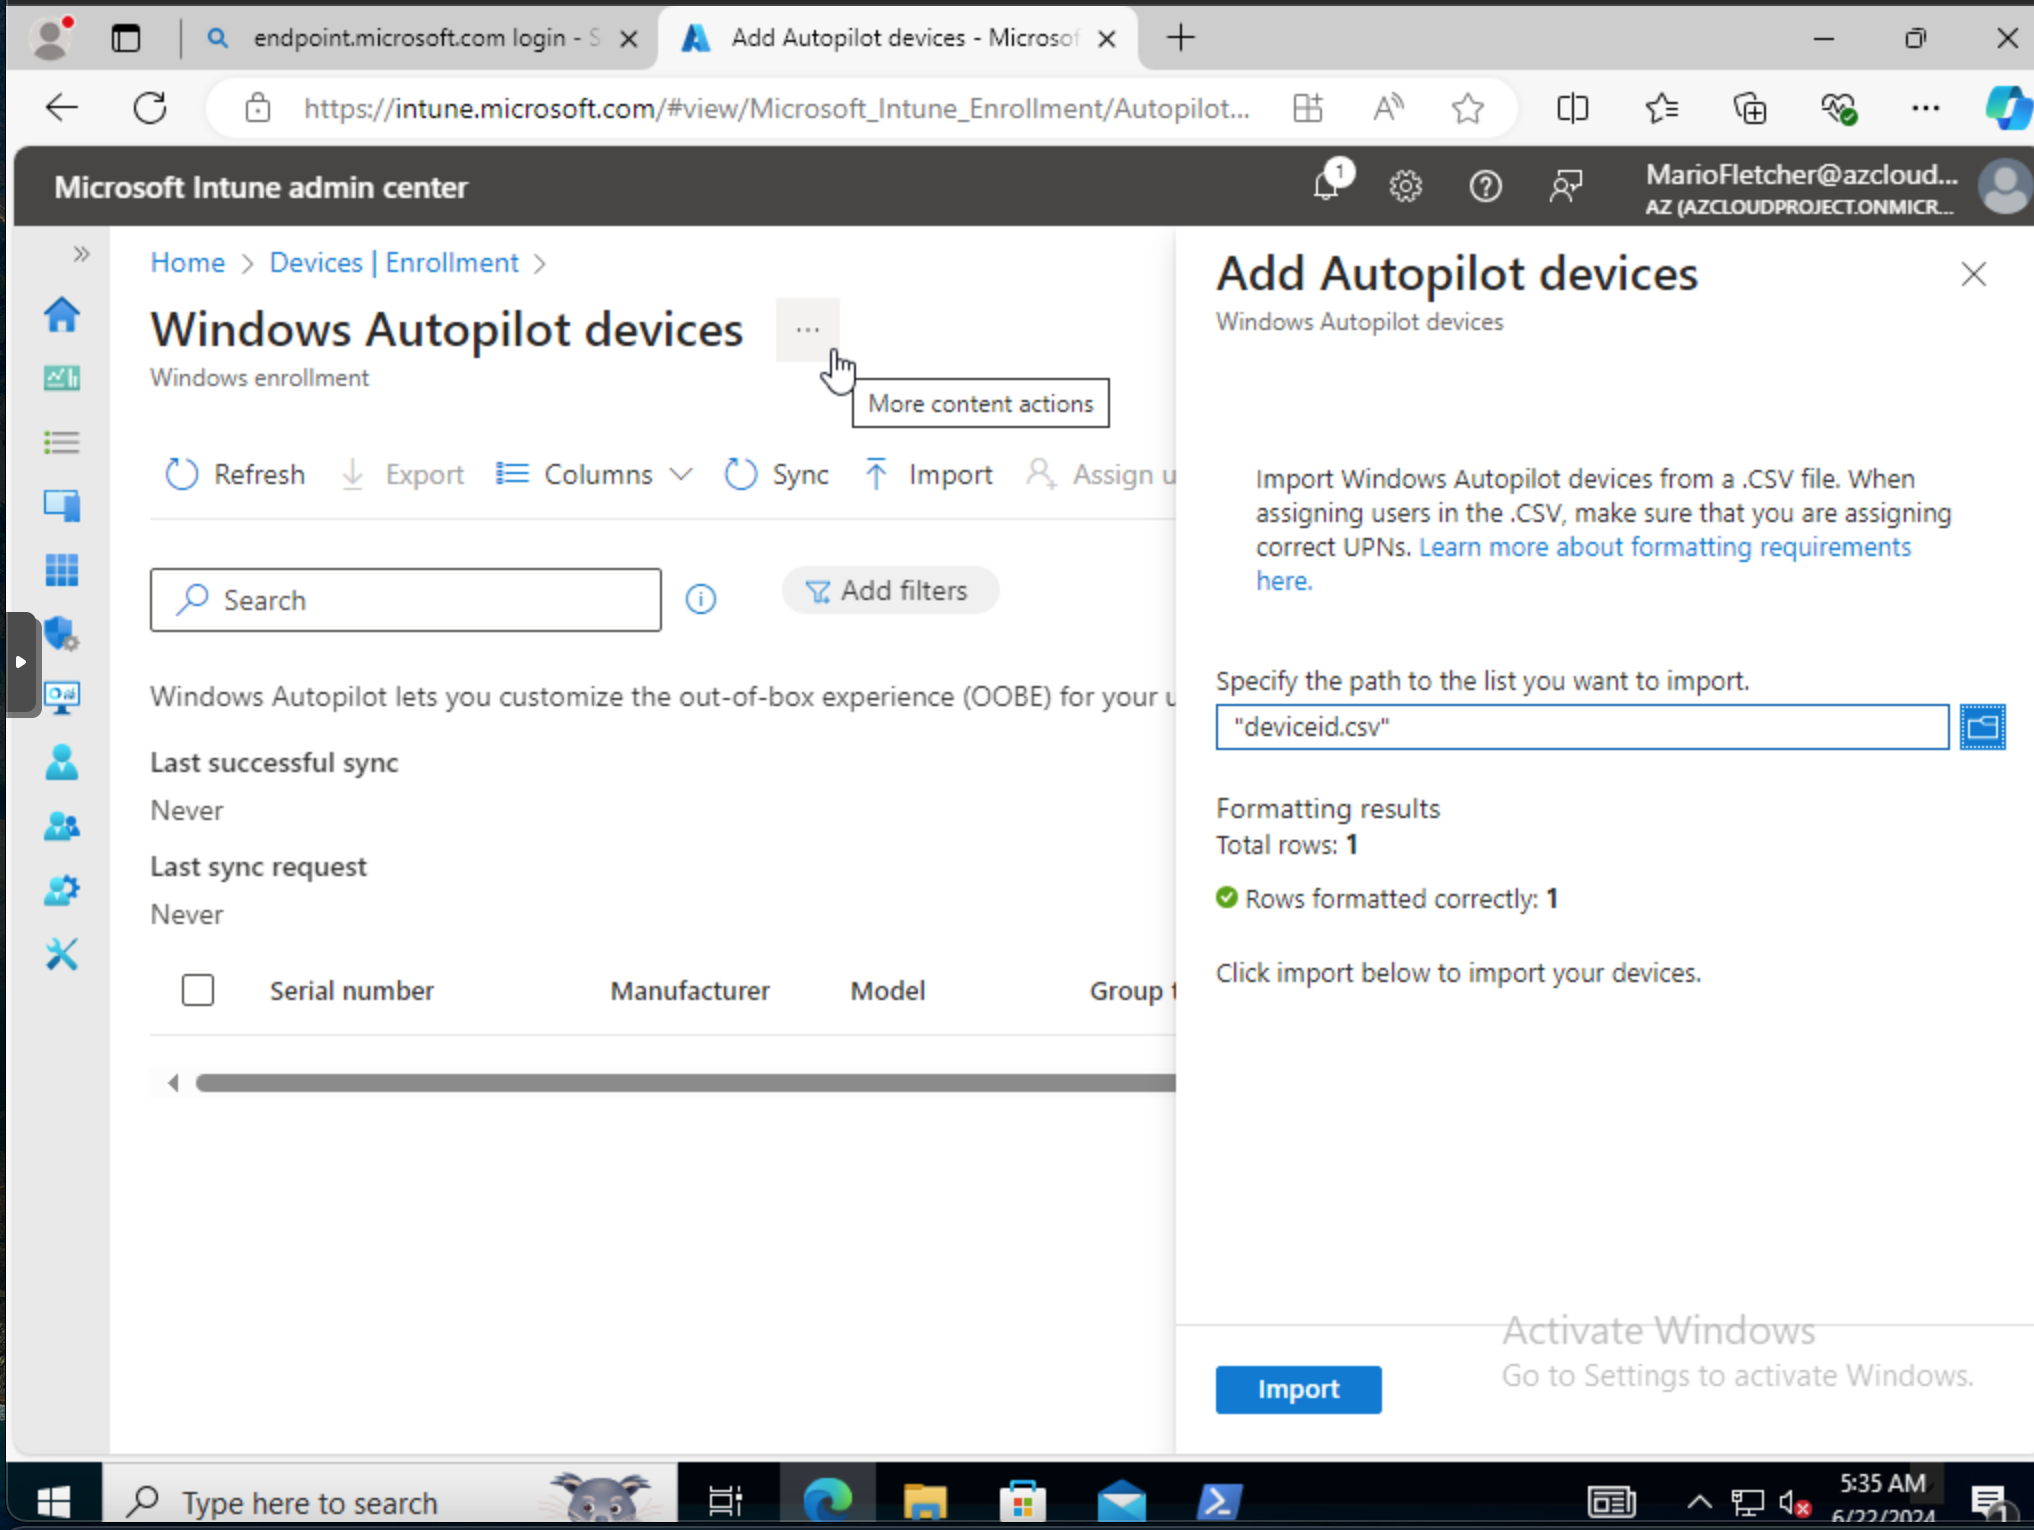 endpoint.microsoft.com login - S
Add Autopilot devices - Microsof
https://intune.microsoft.com/#view/Microsoft_Intune_Enrollment/Autopilot...
Microsoft Intune admin center
1
MarioFletcher@azcloud...
AZ (AZCLOUDPROJECT.ONMICR...
Home > Devices | Enrollment >
Windows Autopilot devices ...
Windows enrollment
More content actions
Refresh Export Columns Sync Import Assign u
Search
Add filters
Windows Autopilot lets you customize the out-of-box experience (OOBE) for your u
Last successful sync
Never
Last sync request
Never
Serial number Manufacturer Model Group t
Add Autopilot devices
Windows Autopilot devices
Import Windows Autopilot devices from a .CSV file. When
assigning users in the .CSV, make sure that you are assigning
correct UPNs. Learn more about formatting requirements
here.
Specify the path to the list you want to import.
"deviceid.csv"
Formatting results
Total rows: 1
Rows formatted correctly: 1
Click import below to import your devices.
Activate Windows
Go to Settings to activate Windows.
Import
Type here to search
5:35 AM
6/22/2024
1